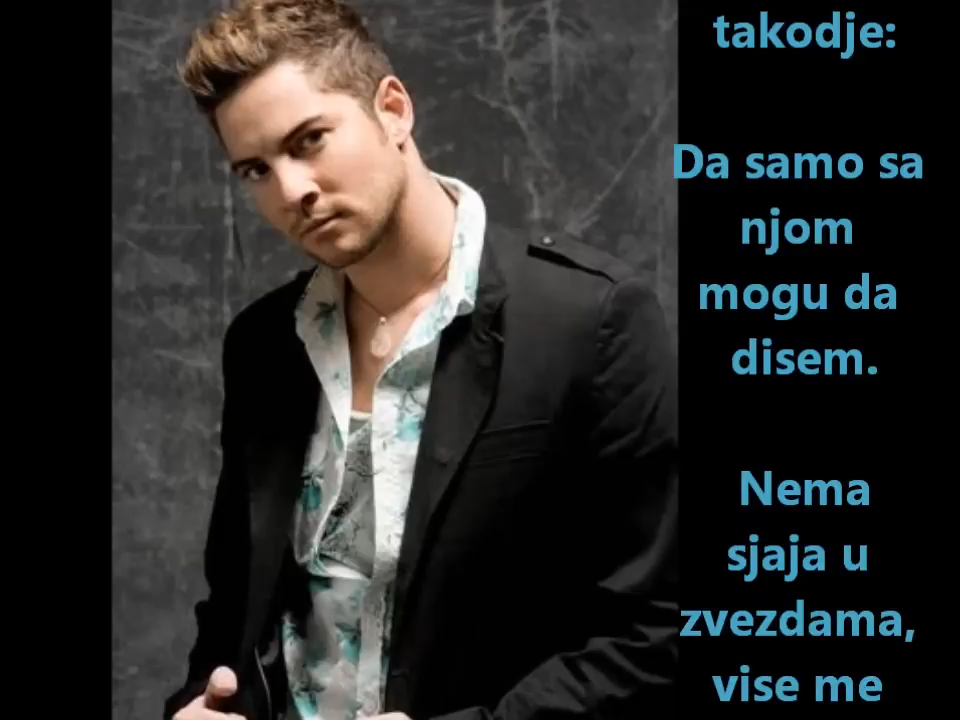 takodje:
Da samo sa
njom
mogu da
disem.
Nema
sjaja u
zvezdama,
vise me